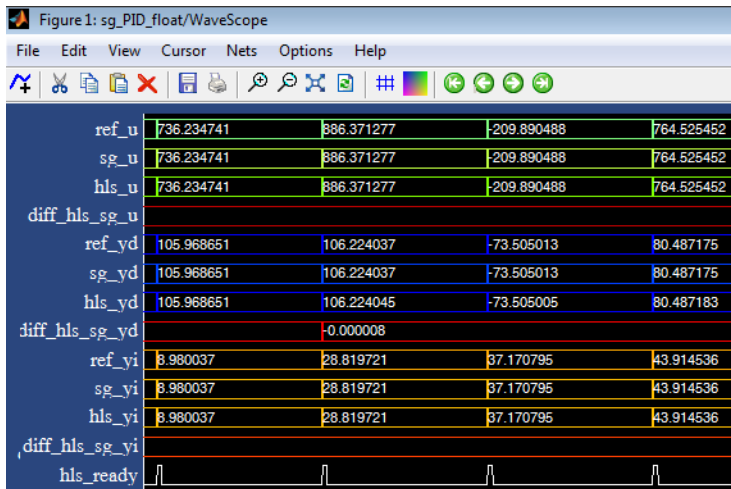 Figure 1: sg_PID_float/WaveScope
File Edit View Cursor Nets Options Help
ref_u 736.234741 886.371277 -209.890488 764.525452
sg_u 736.234741 886.371277 -209.890488 764.525452
hls_u 736.234741 886.371277 -209.890488 764.525452
diff_hls_sg_u
ref_yd 105.968651 106.224037 -73.505013 80.487175
sg_yd 105.968651 106.224037 -73.505013 80.487175
hls_yd 105.968651 106.224045 -73.505005 80.487183
diff_hls_sg_yd -0.000008
ref_yi 8.980037 28.819721 37.170795 43.914536
sg_yi 8.980037 28.819721 37.170795 43.914536
hls_yi 8.980037 28.819721 37.170795 43.914536
diff_hls_sg_yi
hls_ready